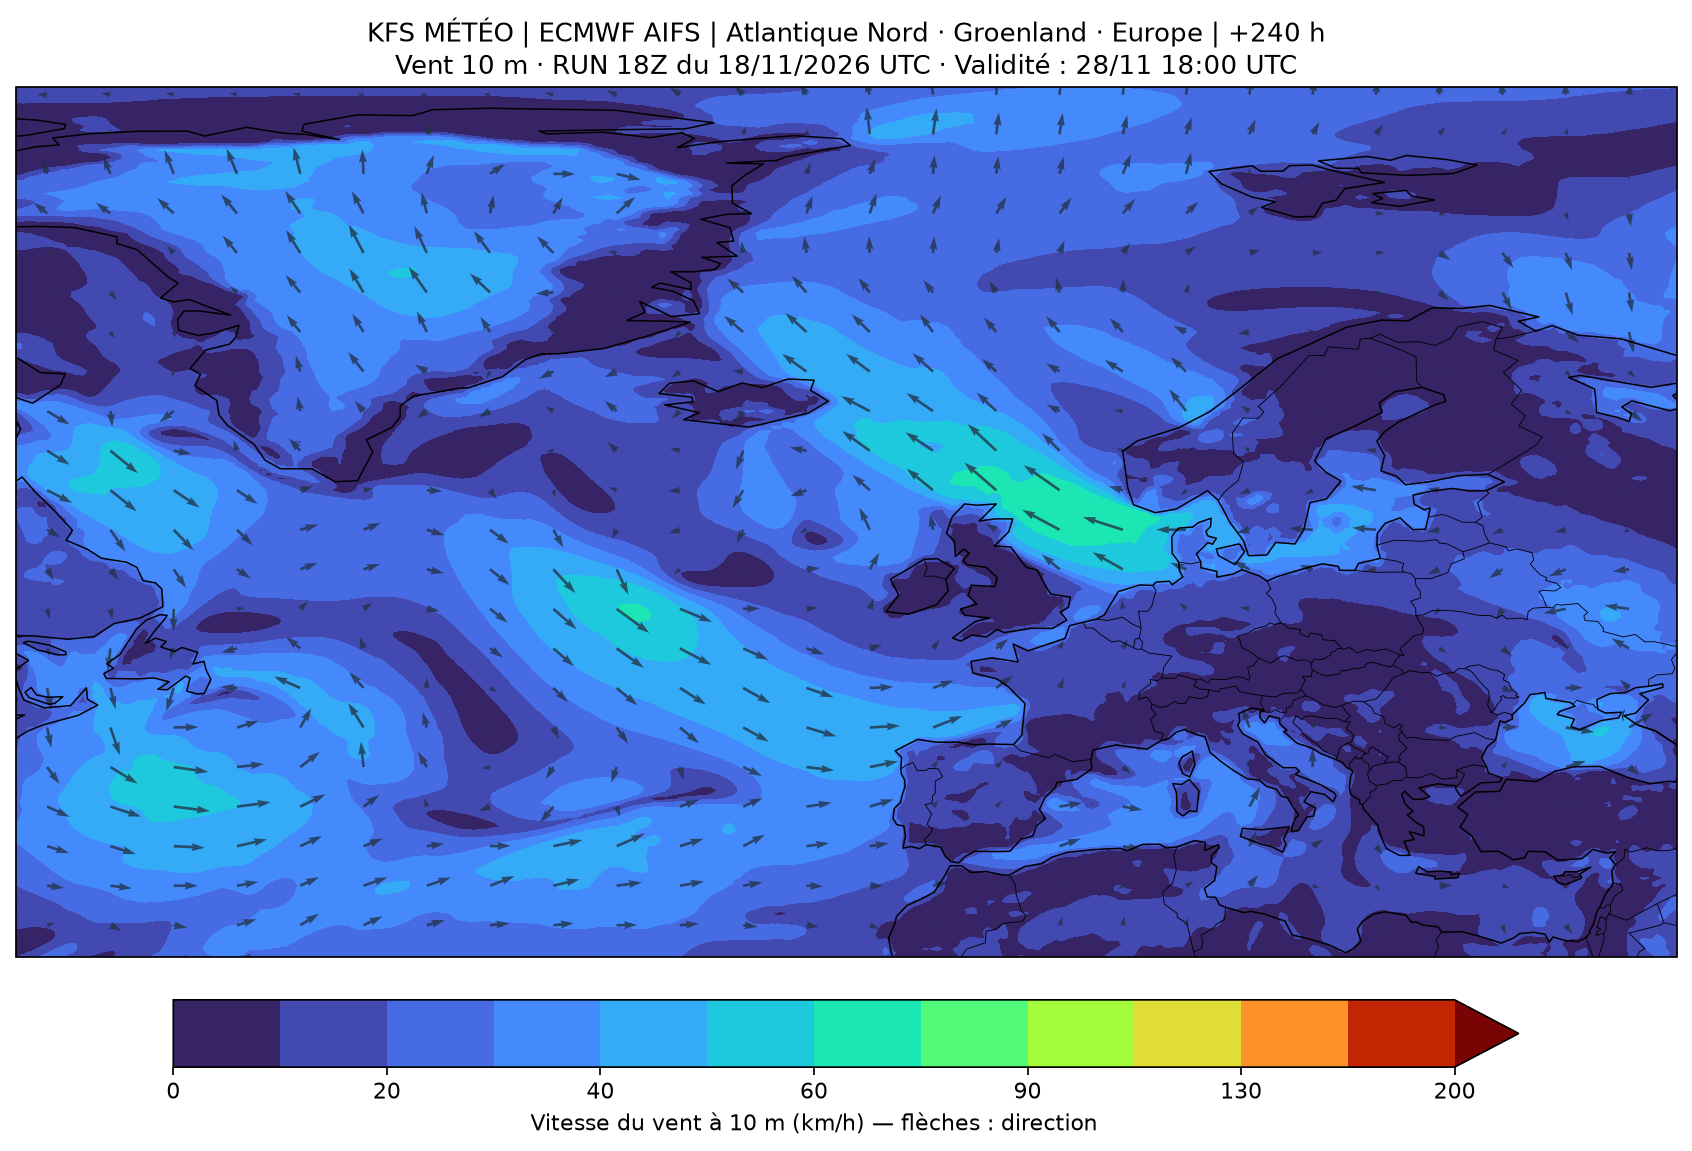 KFS MÉTÉO | ECMWF AIFS | Atlantique Nord · Groenland · Europe | +240 h
Vent 10 m · RUN 18Z du 18/11/2026 UTC · Validité : 28/11 18:00 UTC
0 20 40 60 90 130 200
Vitesse du vent à 10 m (km/h) — flèches : direction